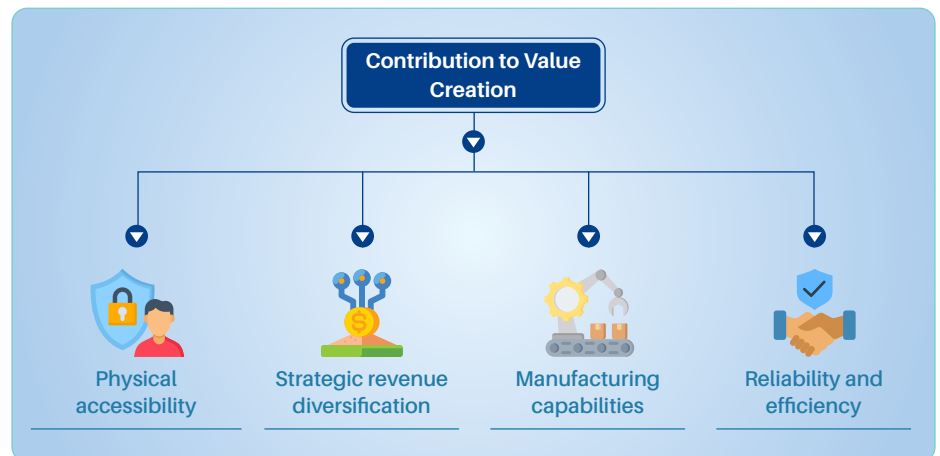 Contribution to Value
Creation
Physical
accessibility
Strategic revenue
diversification
Manufacturing
capabilities
Reliability and
efficiency